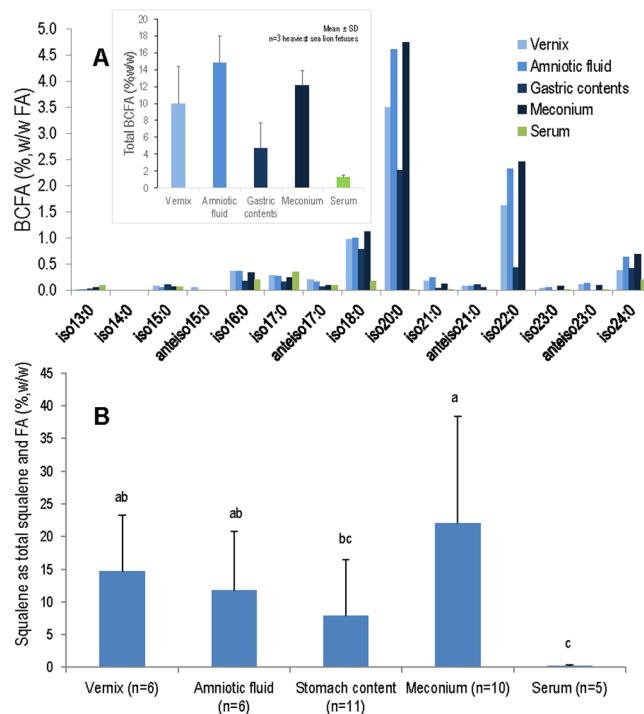 A
BCFA (%,w/w FA)
5.0
4.5
4.0
3.5
3.0
2.5
2.0
1.5
1.0
0.5
0.0
Total BCFA (%,w/w)
20
18
16
14
12
10
8
6
4
2
0
Mean ± SD
n=3 heaviest sea lion fetuses
Vernix
Amniotic fluid
Gastric contents
Meconium
Serum
Vernix
Amniotic fluid
Gastric contents
Meconium
Serum
iso13:0
iso14:0
iso15:0
anteiso15:0
iso16:0
iso17:0
anteiso17:0
iso18:0
iso20:0
iso21:0
anteiso21:0
iso22:0
iso23:0
anteiso23:0
iso24:0
B
Squalene as total squalene and FA (%,w/w)
45
40
35
30
25
20
15
10
5
0
ab
ab
bc
a
c
Vernix (n=6)
Amniotic fluid
(n=6)
Stomach content
(n=11)
Meconium (n=10)
Serum (n=5)